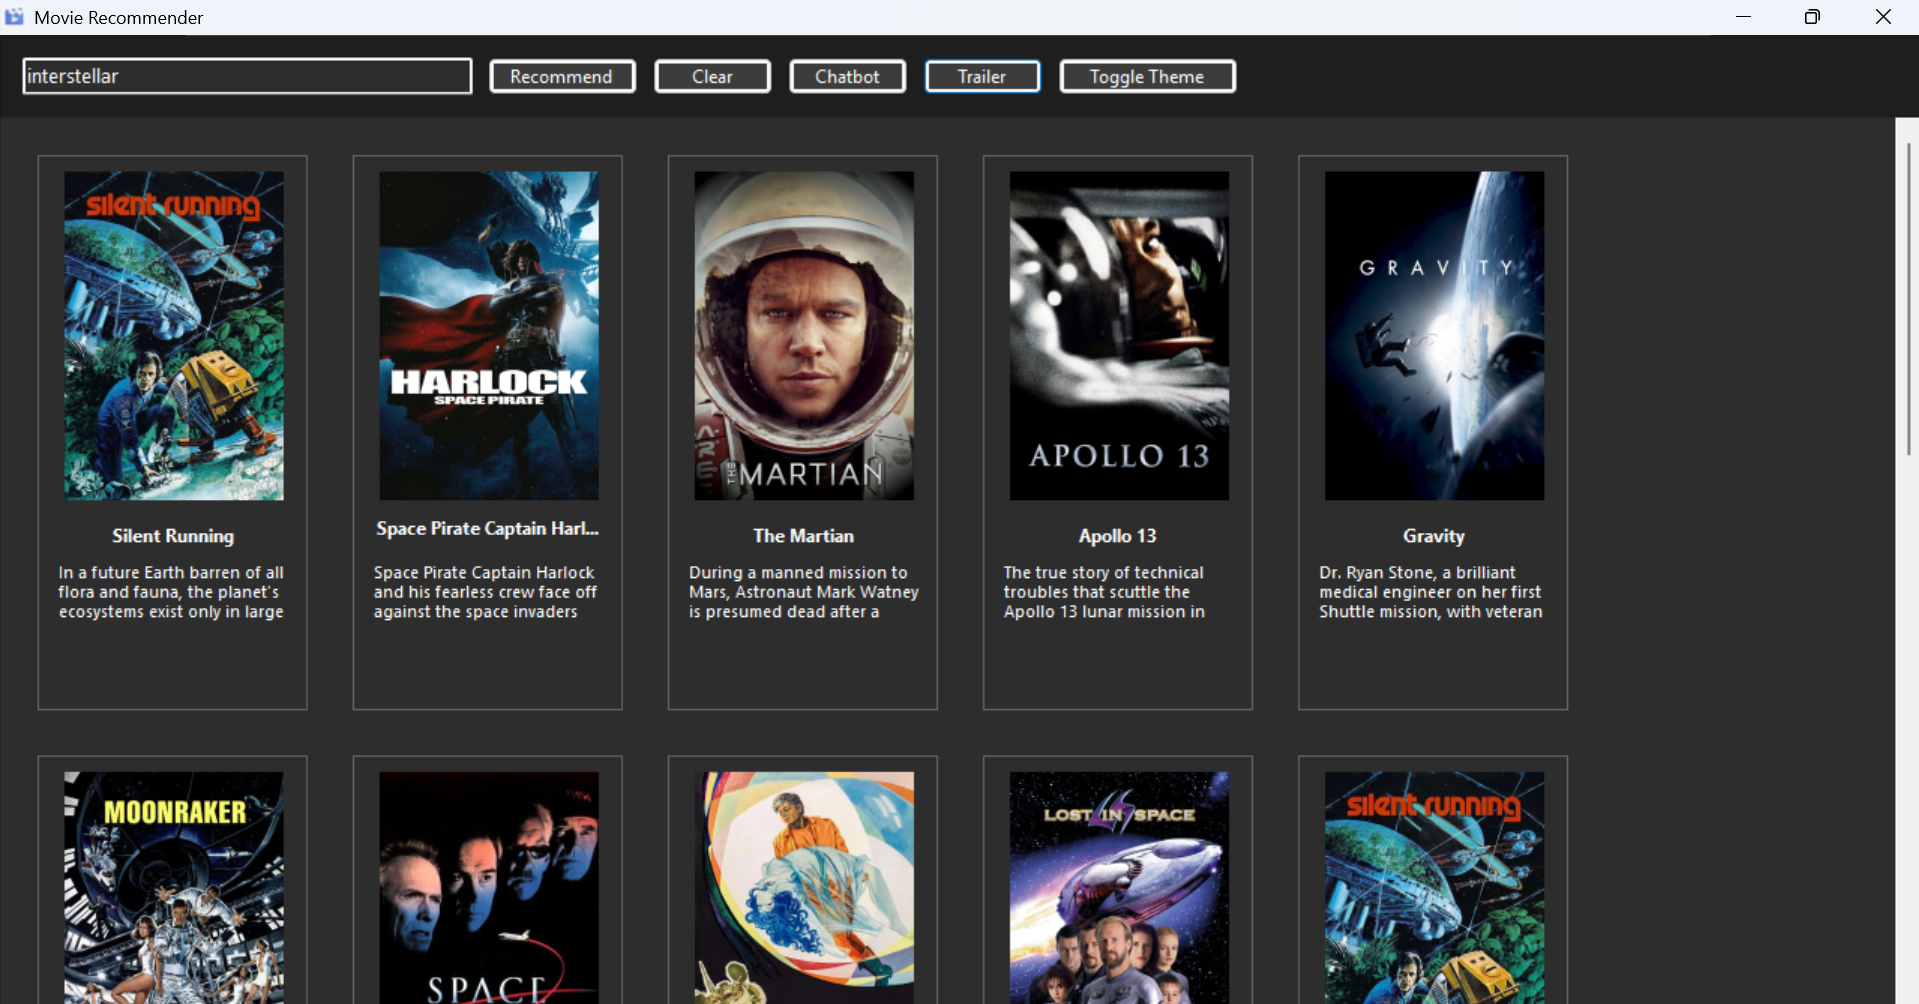 Movie Recommender
interstellar
Recommend
Clear
Chatbot
Trailer
Toggle Theme
silent running
HARLOCK
SPACE PIRATE
ARES
THE MARTIAN
APOLLO 13
GRAVITY
Silent Running
Space Pirate Captain Harl...
The Martian
Apollo 13
Gravity
In a future Earth barren of all
flora and fauna, the planet's
ecosystems exist only in large
Space Pirate Captain Harlock
and his fearless crew face off
against the space invaders
During a manned mission to
Mars, Astronaut Mark Watney
is presumed dead after a
The true story of technical
troubles that scuttle the
Apollo 13 lunar mission in
Dr. Ryan Stone, a brilliant
medical engineer on her first
Shuttle mission, with veteran
MOONRAKER
SPACE
LOST IN SPACE
silent running